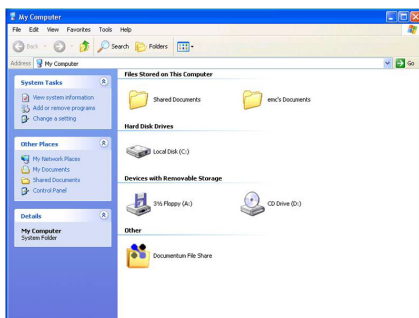 My Computer
File Edit View Favorites Tools Help
Back Search Folders
Address My Computer Go
System Tasks
View system information
Add or remove programs
Change a setting
Other Places
My Network Places
My Documents
Shared Documents
Control Panel
Details
My Computer
System Folder
Files Stored on This Computer
Shared Documents emc's Documents
Hard Disk Drives
Local Disk (C:)
Devices with Removable Storage
3½ Floppy (A:) CD Drive (D:)
Other
Documentum File Share